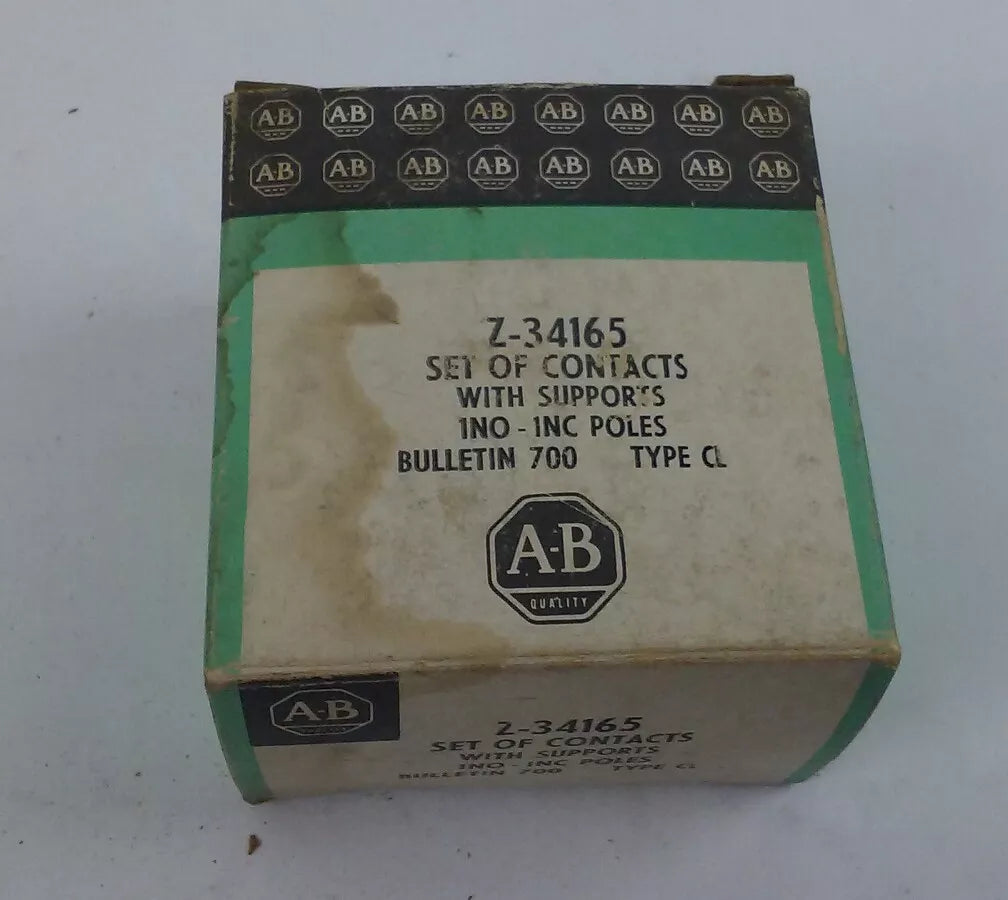 A-B A-B A-B A-B A-B A-B A-B A-B
A-B A-B A-B A-B A-B A-B A-B A-B
Z-34165
SET OF CONTACTS
WITH SUPPORTS
1NO - 1NC POLES
BULLETIN 700 TYPE CL
A-B
QUALITY
A-B
Z-34165
SET OF CONTACTS
WITH SUPPORTS
1NO - 1NC POLES
BULLETIN 700 TYPE CL